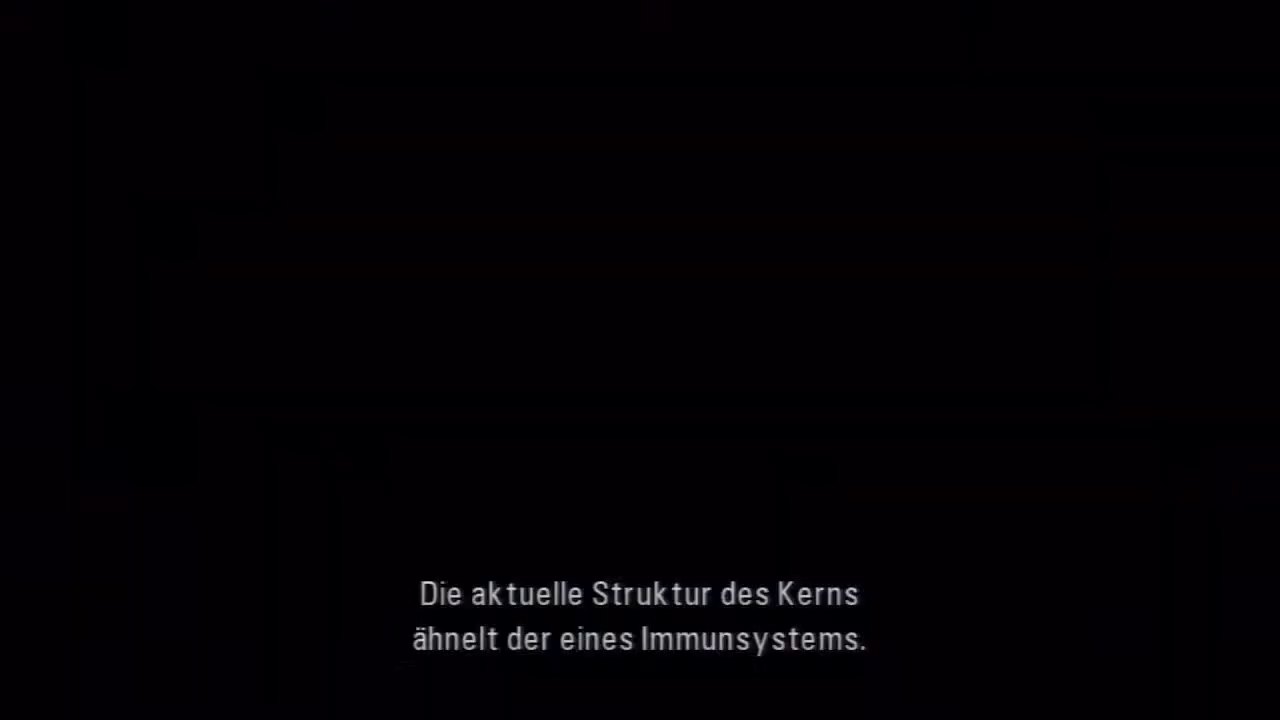 Die aktuelle Struktur des Kerns
ähnelt der eines Immunsystems.